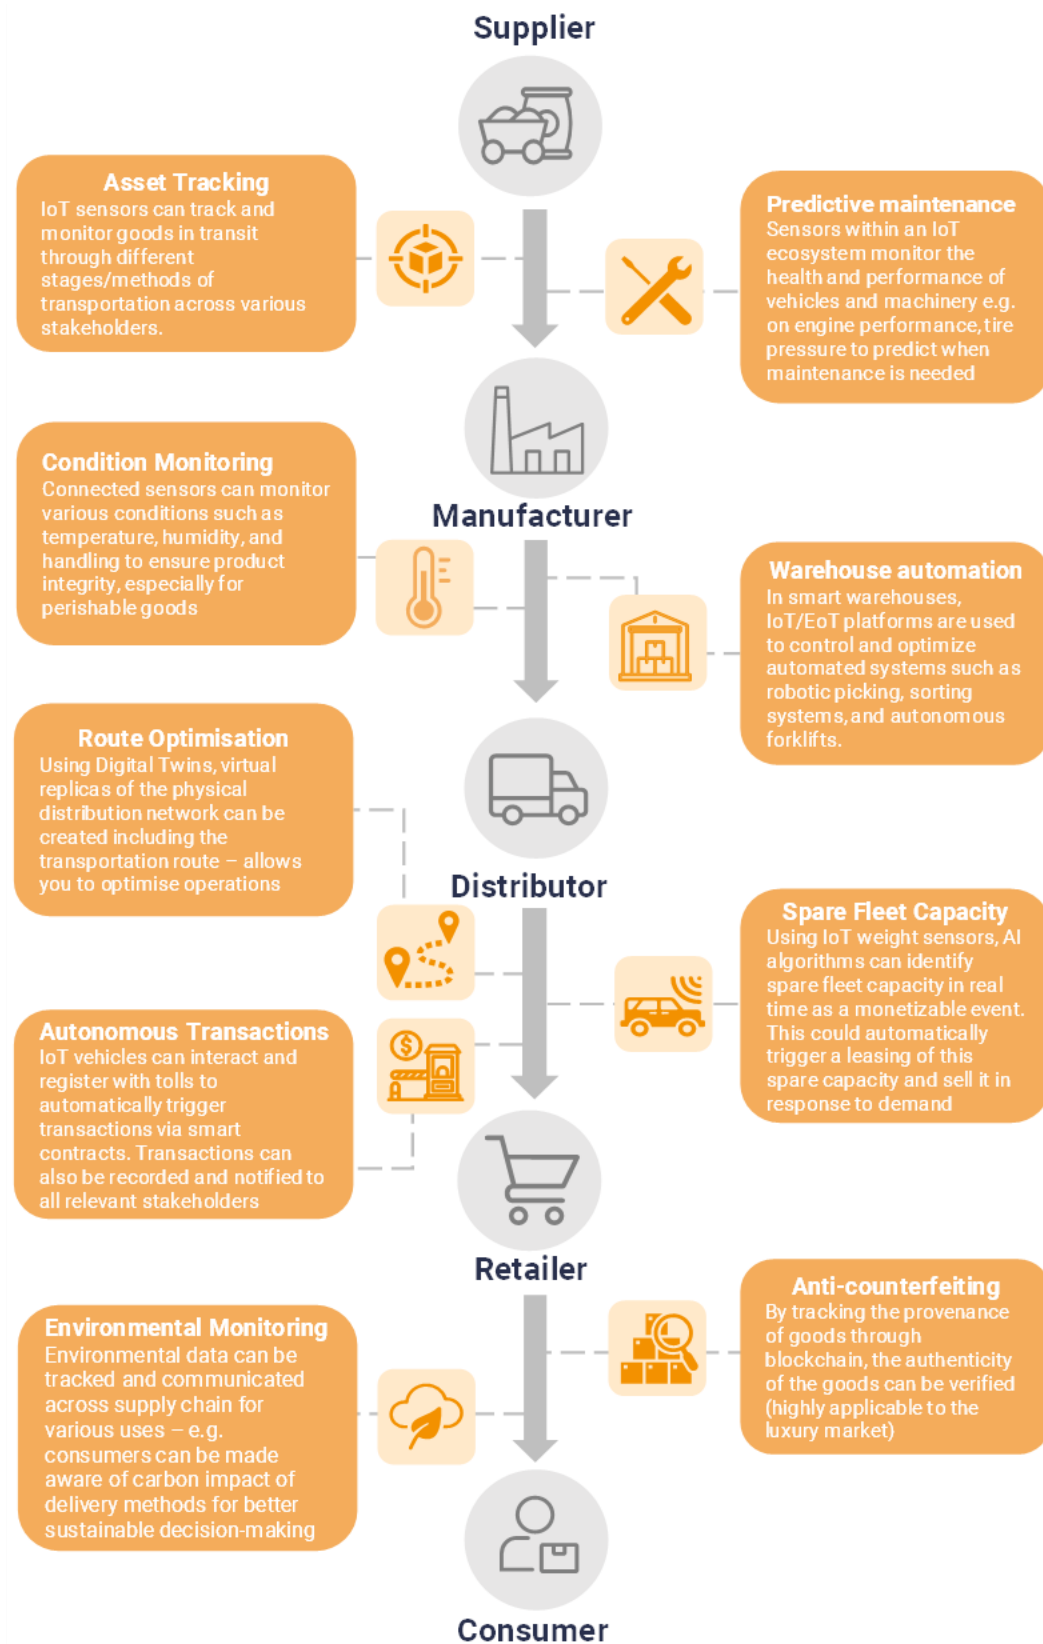 Supplier
Asset Tracking
IoT sensors can track and
monitor goods in transit
through different
stages/methods of
transportation across various
stakeholders.
Predictive maintenance
Sensors within an IoT
ecosystem monitor the
health and performance of
vehicles and machinery e.g.
on engine performance, tire
pressure to predict when
maintenance is needed
Manufacturer
Condition Monitoring
Connected sensors can monitor
various conditions such as
temperature, humidity, and
handling to ensure product
integrity, especially for
perishable goods
Warehouse automation
In smart warehouses,
IoT/EoT platforms are used
to control and optimize
automated systems such as
robotic picking, sorting
systems, and autonomous
forklifts.
Route Optimisation
Using Digital Twins, virtual
replicas of the physical
distribution network can be
created including the
transportation route – allows
you to optimise operations
Distributor
Spare Fleet Capacity
Using IoT weight sensors, AI
algorithms can identify
spare fleet capacity in real
time as a monetizable event.
This could automatically
trigger a leasing of this
spare capacity and sell it in
response to demand
Autonomous Transactions
IoT vehicles can interact and
register with tolls to
automatically trigger
transactions via smart
contracts. Transactions can
also be recorded and notified to
all relevant stakeholders
$
Retailer
Anti-counterfeiting
By tracking the provenance
of goods through
blockchain, the authenticity
of the goods can be verified
(highly applicable to the
luxury market)
Environmental Monitoring
Environmental data can be
tracked and communicated
across supply chain for
various uses – e.g.
consumers can be made
aware of carbon impact of
delivery methods for better
sustainable decision-making
Consumer